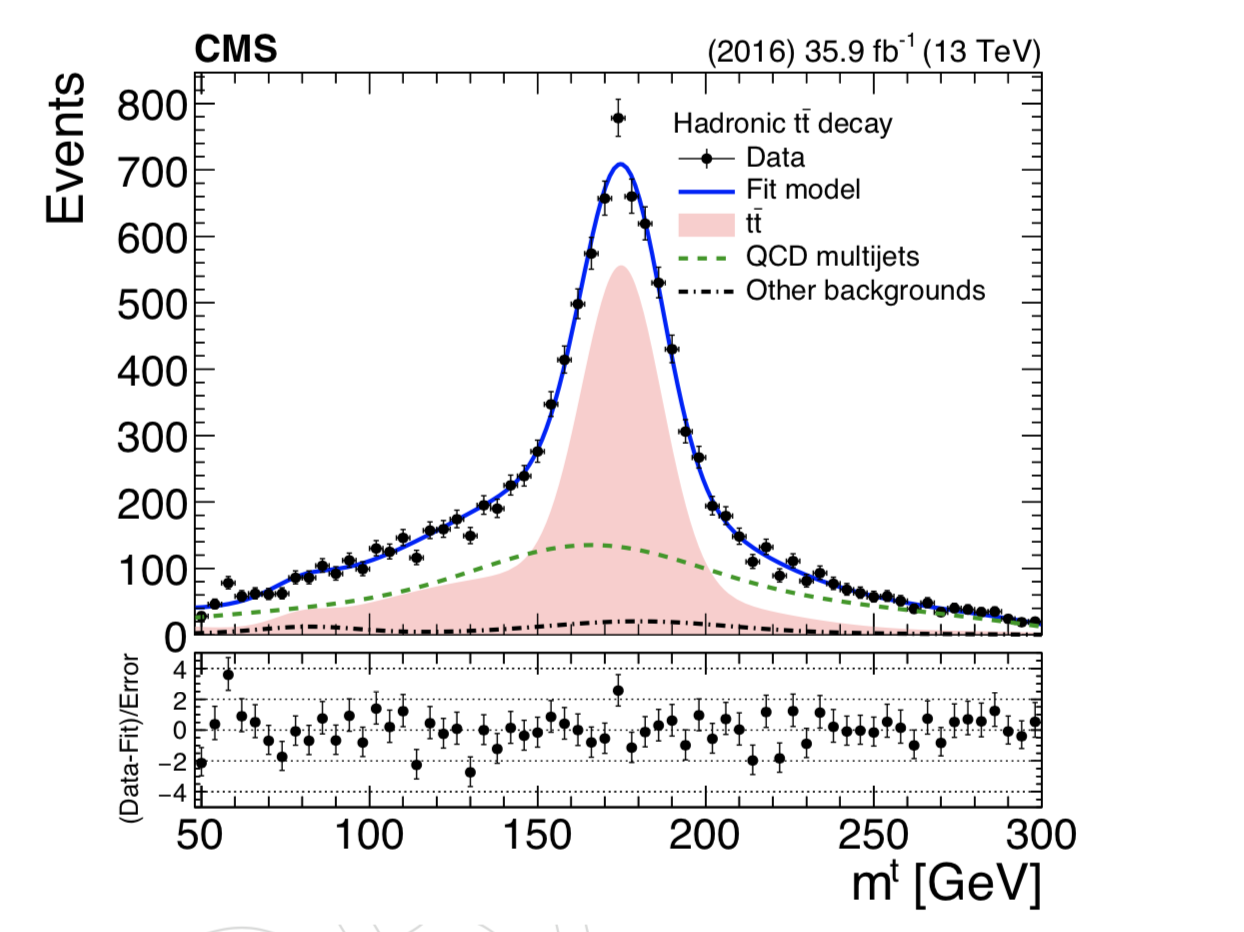 CMS
(2016) 35.9 fb⁻¹ (13 TeV)
Events
800
700
600
500
400
300
200
100
0
Hadronic tt̄ decay
Data
Fit model
tt̄
QCD multijets
Other backgrounds
(Data-Fit)/Error
4
2
0
−2
−4
50 100 150 200 250 300
mᵗ [GeV]